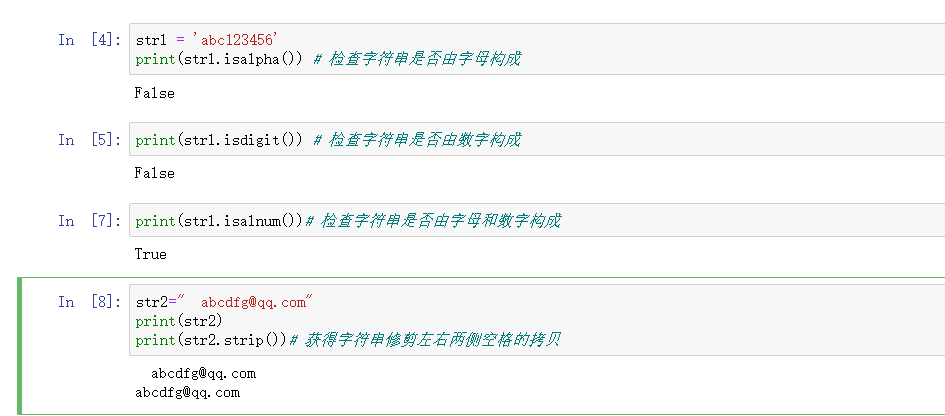 In [4]: str1 = 'abc123456'
print(str1.isalpha()) # 检查字符串是否由字母构成
False
In [5]: print(str1.isdigit()) # 检查字符串是否由数字构成
False
In [7]: print(str1.isalnum())# 检查字符串是否由字母和数字构成
True
In [8]: str2="  abcdfg@qq.com"
print(str2)
print(str2.strip())# 获得字符串修剪左右两侧空格的拷贝
  abcdfg@qq.com
abcdfg@qq.com